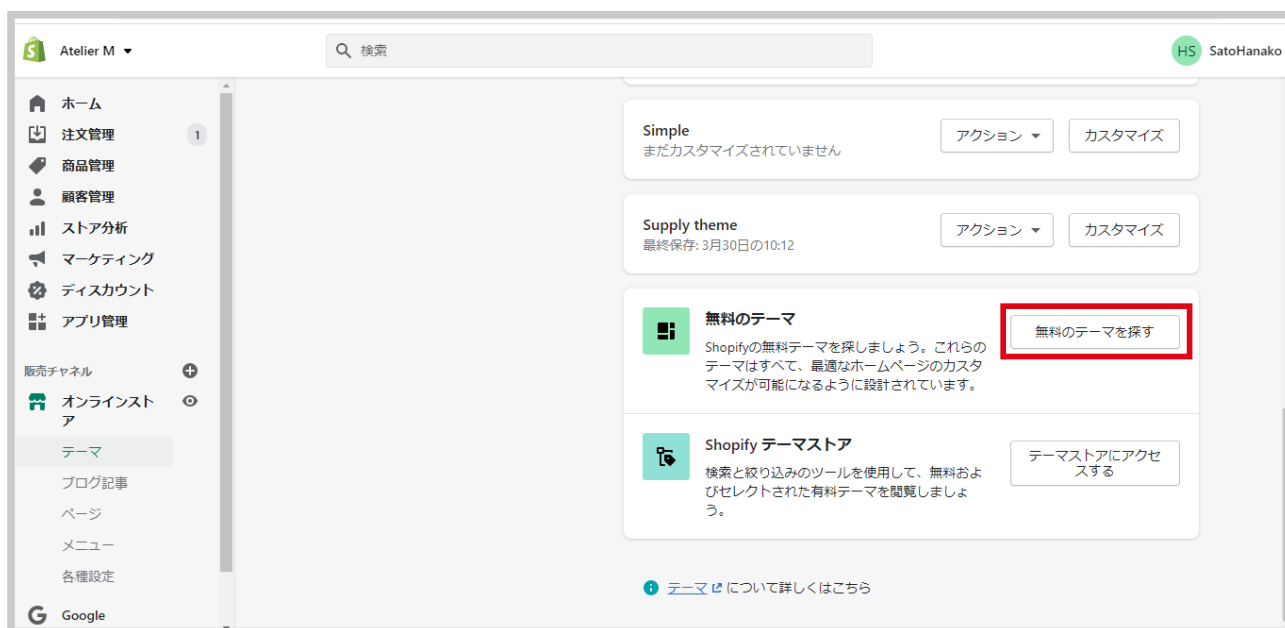 Atelier M
検索
HS SatoHanako
ホーム
注文管理 1
商品管理
顧客管理
ストア分析
マーケティング
ディスカウント
アプリ管理
販売チャネル
オンラインスト
ア
テーマ
ブログ記事
ページ
メニュー
各種設定
Google
Simple
まだカスタマイズされていません
アクション カスタマイズ
Supply theme
最終保存: 3月30日の10:12
アクション カスタマイズ
無料のテーマ
Shopifyの無料テーマを探しましょう。これらの
テーマはすべて、最適なホームページのカスタ
マイズが可能になるように設計されています。
無料のテーマを探す
Shopify テーマストア
検索と絞り込みのツールを使用して、無料およ
びセレクトされた有料テーマを閲覧しましょ
う。
テーマストアにアクセ
スする
テーマ について詳しくはこちら